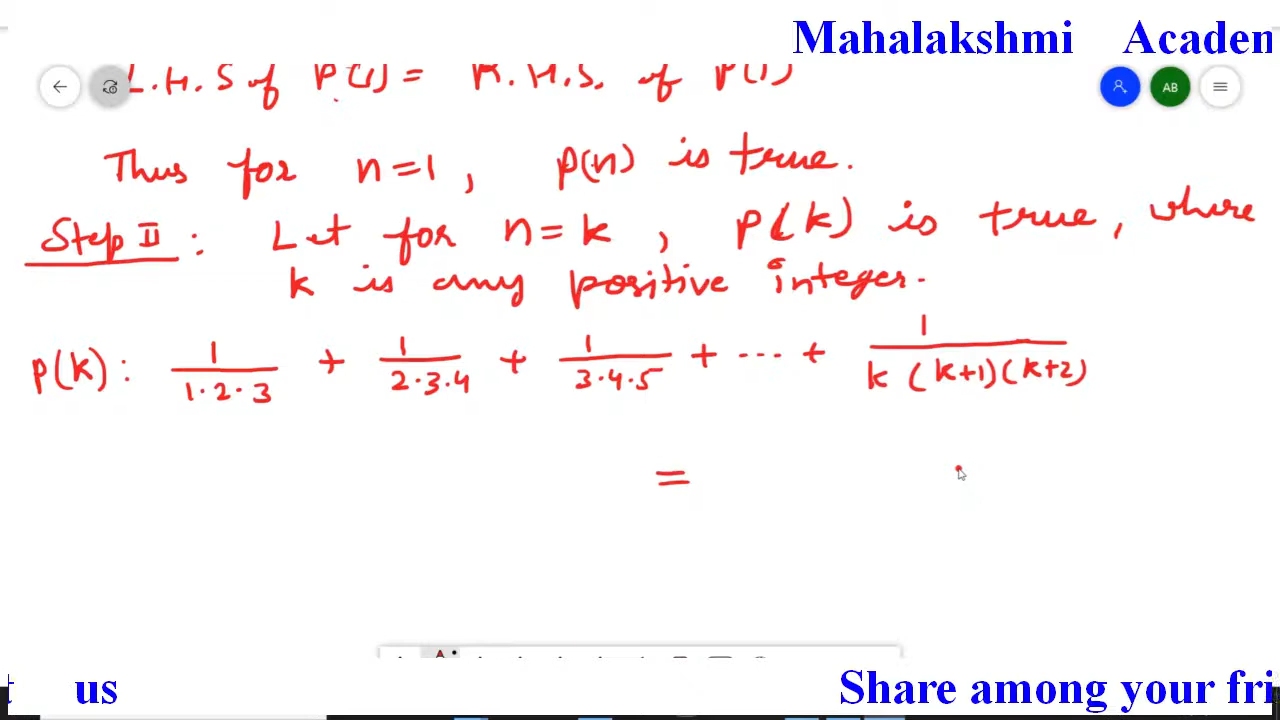 Mahalakshmi Academ
L.H.S of P(1) = R.H.S. of P(1)
AB
Thus for n=1, P(n) is true.
Step II : Let for n = k, P(k) is true, where
k is any positive integer.
P(k) : 1/(1·2·3) + 1/(2·3·4) + 1/(3·4·5) + ... + 1/(k (k+1)(k+2))
=
t us Share among your fri